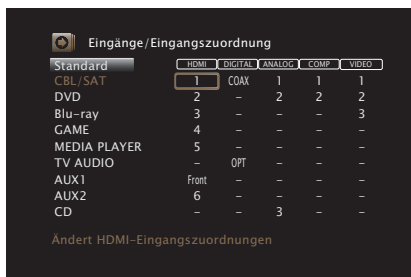 Eingänge/Eingangszuordnung
Standard HDMI DIGITAL ANALOG COMP VIDEO
CBL/SAT 1 COAX 1 1 1
DVD 2 – 2 2 2
Blu-ray 3 – – – 3
GAME 4 – – – –
MEDIA PLAYER 5 – – – –
TV AUDIO – OPT – – –
AUX1 Front – – – –
AUX2 6 – – – –
CD – – 3 – –
Ändert HDMI-Eingangszuordnungen